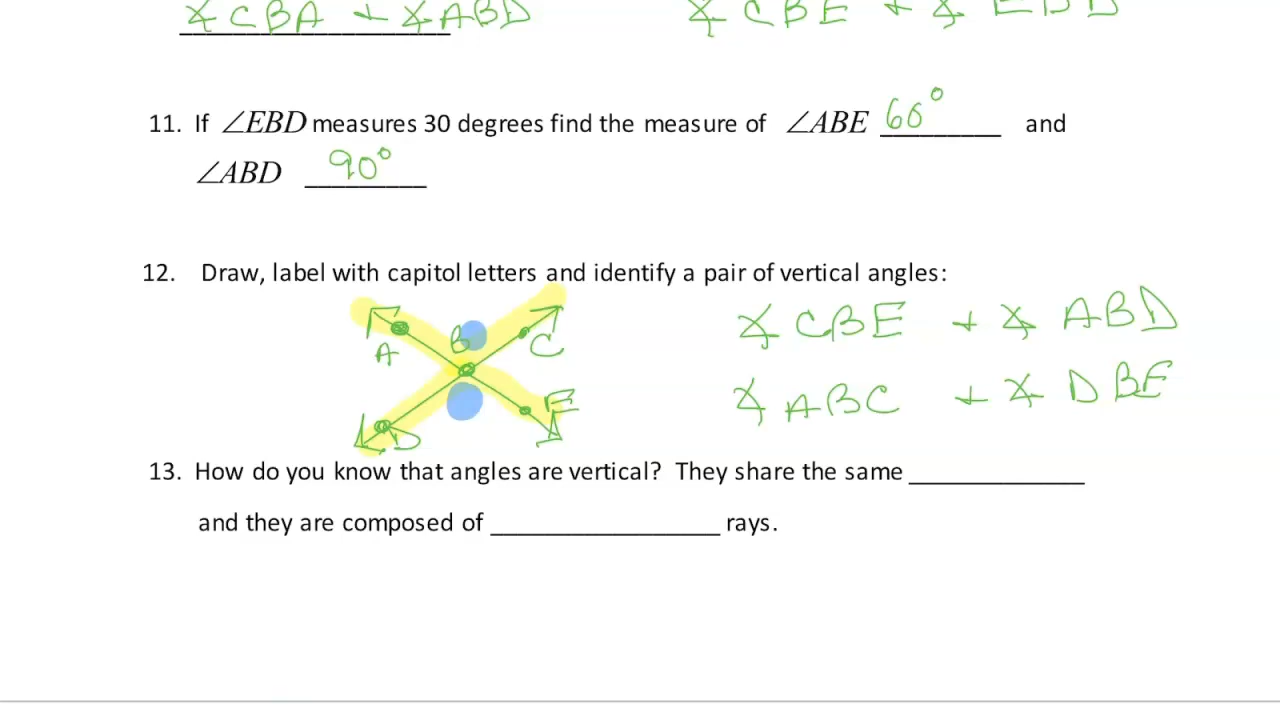 ∡CBA + ∡ABD ∡CBE + ∡EBD
11. If ∠EBD measures 30 degrees find the measure of ∠ABE 60° and
∠ABD 90°
12. Draw, label with capitol letters and identify a pair of vertical angles:
A B C D E
∡CBE + ∡ABD
∡ABC + ∡DBE
13. How do you know that angles are vertical? They share the same ____________
and they are composed of ________________ rays.